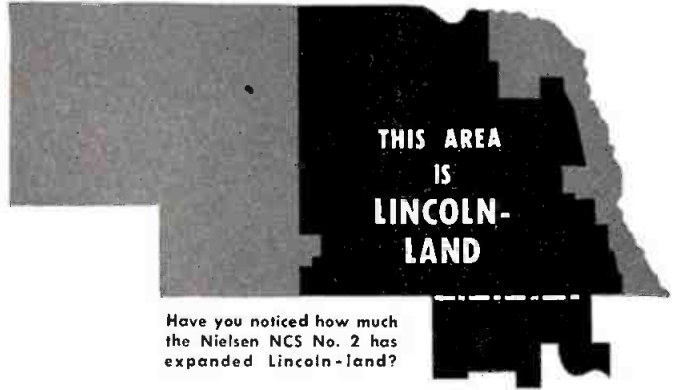 THIS AREA
IS
LINCOLN-
LAND
Have you noticed how much
the Nielsen NCS No. 2 has
expanded Lincoln-land?